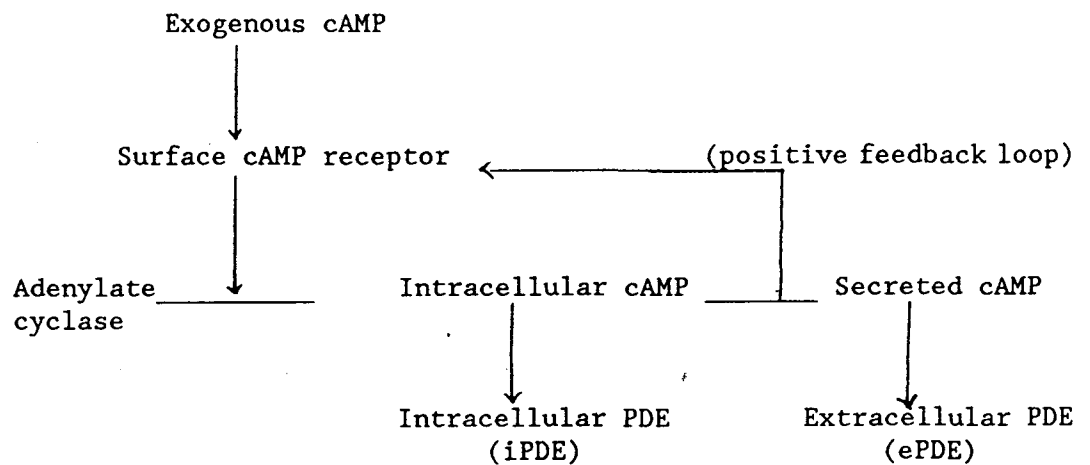 Exogenous cAMP
Surface cAMP receptor
(positive feedback loop)
Adenylate
cyclase
Intracellular cAMP
Secreted cAMP
Intracellular PDE
(iPDE)
Extracellular PDE
(ePDE)